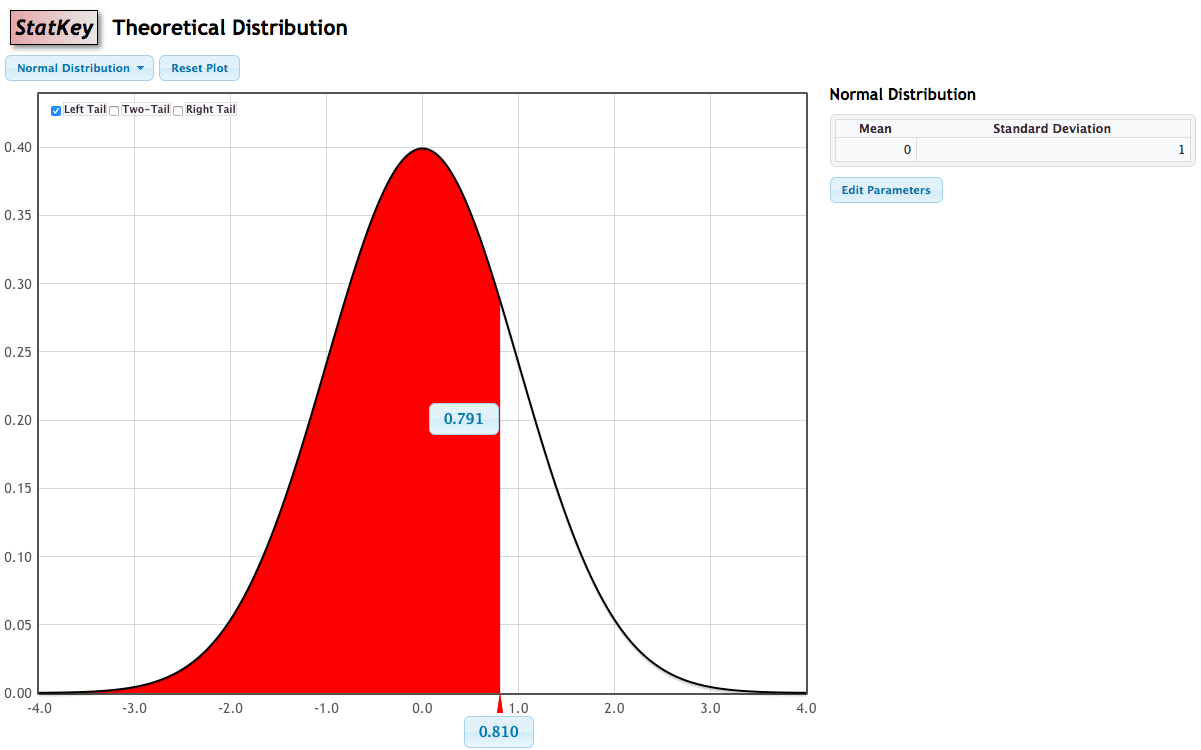 StatKey Theoretical Distribution
Normal Distribution Reset Plot
Left Tail Two-Tail Right Tail
Normal Distribution
Mean Standard Deviation
0 1
Edit Parameters
0.40
0.35
0.30
0.25
0.20
0.15
0.10
0.05
0.00
0.791
-4.0 -3.0 -2.0 -1.0 0.0 1.0 2.0 3.0 4.0
0.810